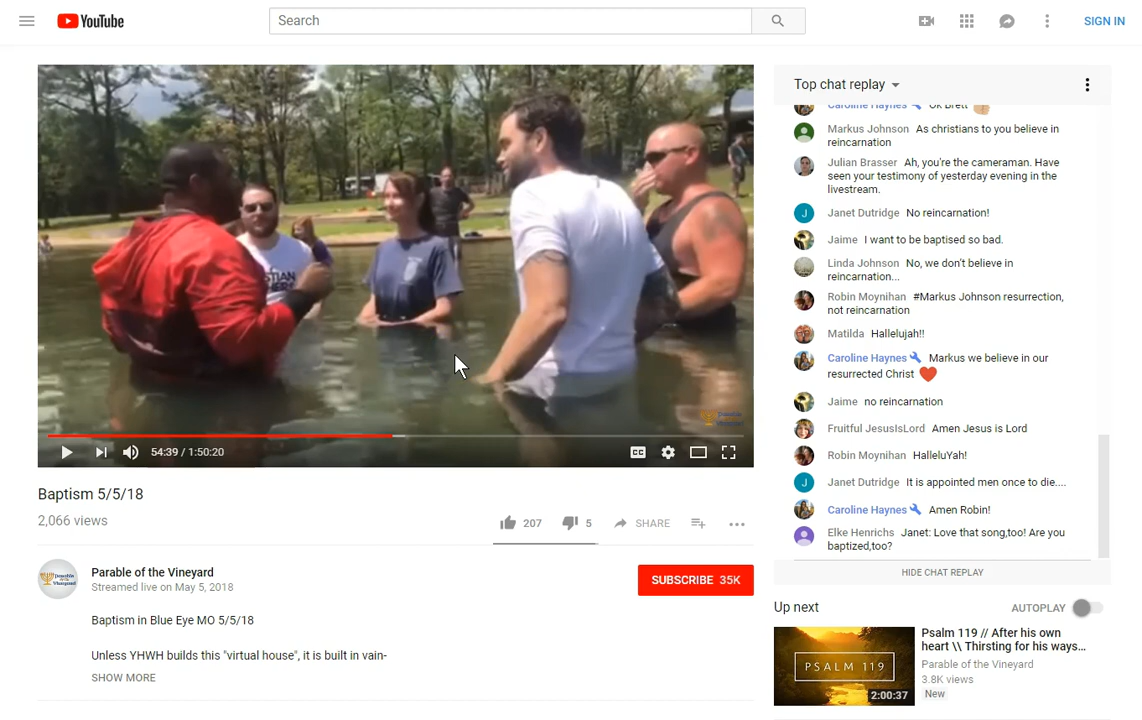 YouTube
Search
SIGN IN
STIAN
54:39 / 1:50:20
CC
Baptism 5/5/18
2,066 views
207
5
SHARE
Parable of the Vineyard
Streamed live on May 5, 2018
SUBSCRIBE 35K
Baptism in Blue Eye MO 5/5/18
Unless YHWH builds this "virtual house", it is built in vain-
SHOW MORE
Top chat replay
Caroline Haynes Ok Brett
Markus Johnson As christians to you believe in
reincarnation
Julian Brasser Ah, you're the cameraman. Have
seen your testimony of yesterday evening in the
livestream.
J
Janet Dutridge No reincarnation!
Jaime I want to be baptised so bad.
Linda Johnson No, we don't believe in
reincarnation...
Robin Moynihan #Markus Johnson resurrection,
not reincarnation
Matilda Hallelujah!!
Caroline Haynes Markus we believe in our
resurrected Christ
Jaime no reincarnation
Fruitful JesusIsLord Amen Jesus is Lord
Robin Moynihan HalleluYah!
J
Janet Dutridge It is appointed men once to die....
Caroline Haynes Amen Robin!
Elke Henrichs Janet: Love that song,too! Are you
baptized,too?
HIDE CHAT REPLAY
Up next
AUTOPLAY
PSALM 119
2:00:37
Psalm 119 // After his own
heart \\ Thirsting for his ways...
Parable of the Vineyard
3.8K views
New